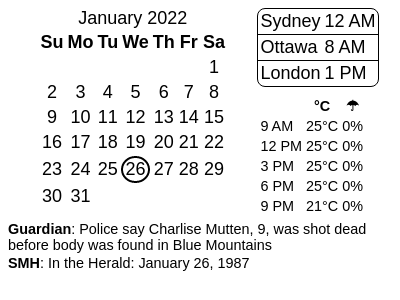 January 2022
Su Mo Tu We Th Fr Sa
1
2 3 4 5 6 7 8
9 10 11 12 13 14 15
16 17 18 19 20 21 22
23 24 25 26 27 28 29
30 31
Sydney 12 AM
Ottawa 8 AM
London 1 PM
°C ☂
9 AM 25°C 0%
12 PM 25°C 0%
3 PM 25°C 0%
6 PM 25°C 0%
9 PM 21°C 0%
Guardian: Police say Charlise Mutten, 9, was shot dead
before body was found in Blue Mountains
SMH: In the Herald: January 26, 1987